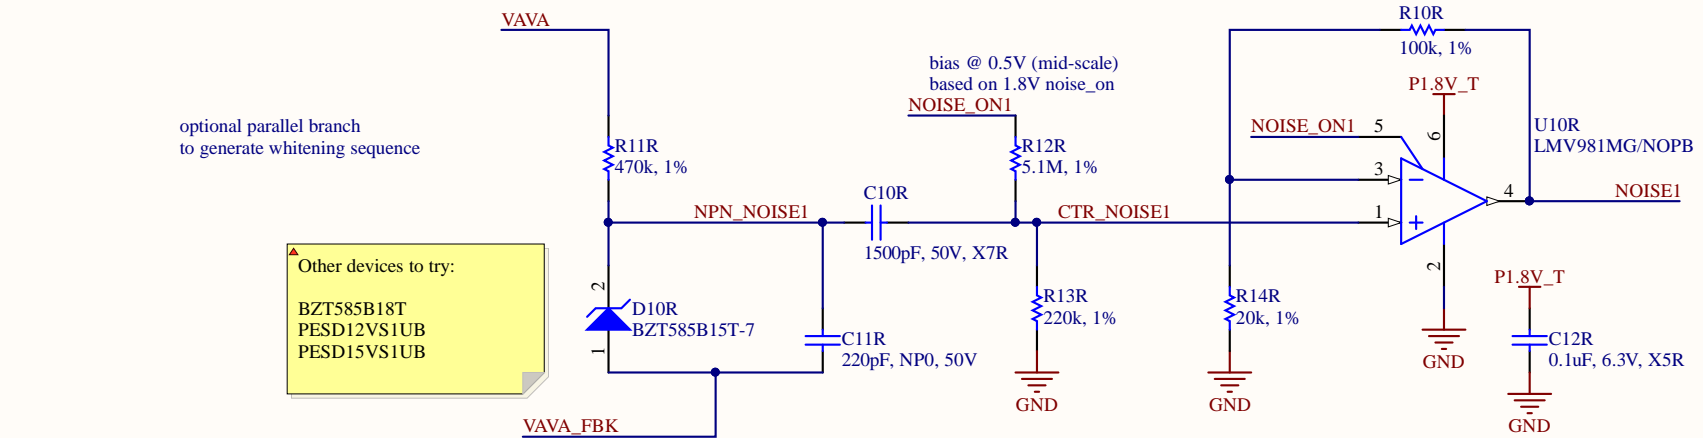 VAVA
optional parallel branch
to generate whitening sequence
R11R
470k, 1%
bias @ 0.5V (mid-scale)
based on 1.8V noise_on
NOISE_ON1
R12R
5.1M, 1%
R10R
100k, 1%
P1.8V_T
NOISE_ON1
5
6
U10R
LMV981MG/NOPB
3
4
NOISE1
1
2
GND
NPN_NOISE1
C10R
1500pF, 50V, X7R
CTR_NOISE1
Other devices to try:
BZT585B18T
PESD12VS1UB
PESD15VS1UB
2
D10R
BZT585B15T-7
1
C11R
220pF, NP0, 50V
R13R
220k, 1%
GND
R14R
20k, 1%
GND
P1.8V_T
C12R
0.1uF, 6.3V, X5R
GND
VAVA_FBK